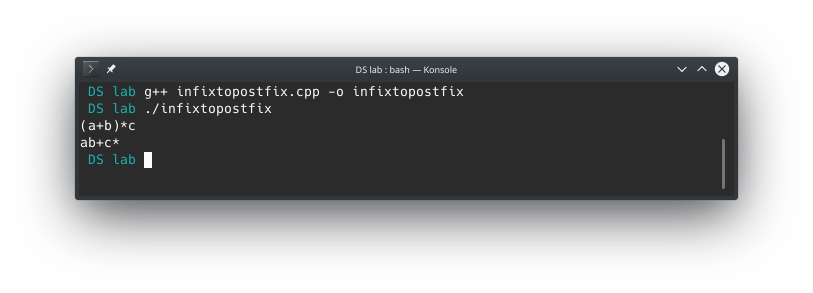 DS lab : bash — Konsole
DS lab g++ infixtopostfix.cpp -o infixtopostfix
DS lab ./infixtopostfix
(a+b)*c
ab+c*
DS lab